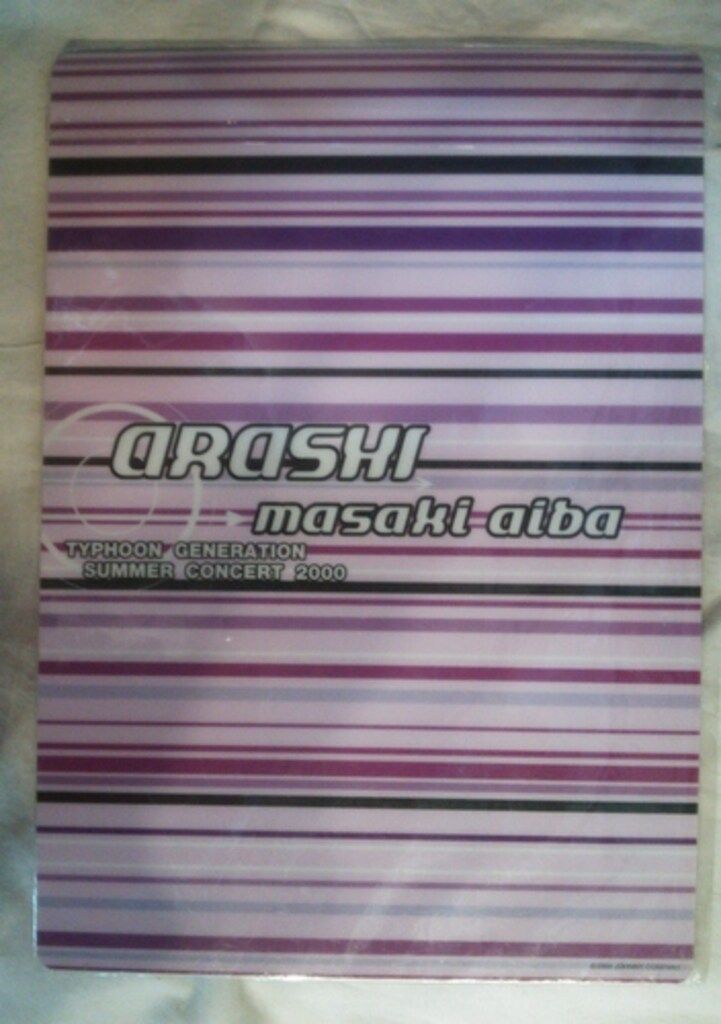 ARASHI
masaki aiba
TYPHOON GENERATION
SUMMER CONCERT 2000